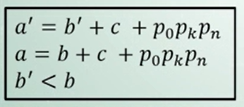 a′ = b′ + c + p₀pₖpₙ
a = b + c + p₀pₖpₙ
b′ < b